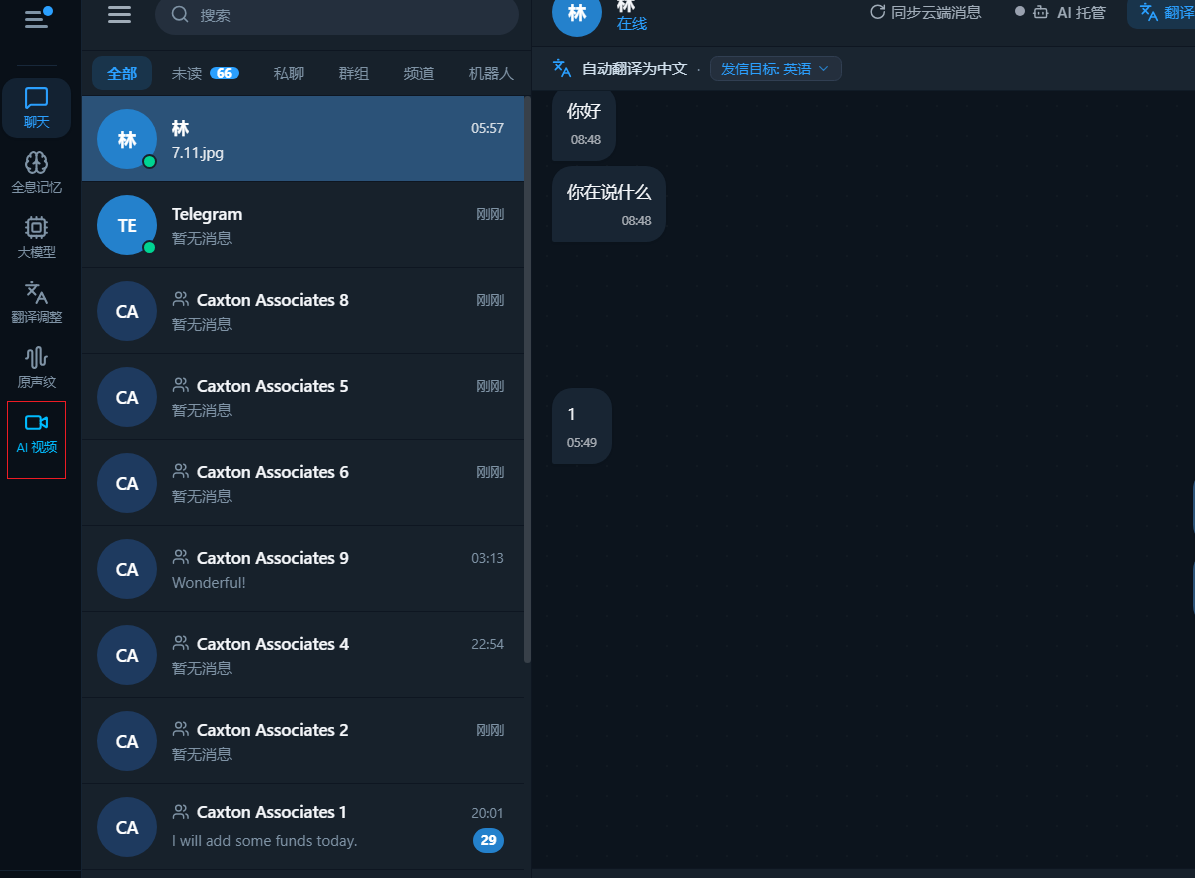 聊天
全息记忆
大模型
翻译调整
原声纹
AI 视频
搜索
全部
未读 66
私聊
群组
频道
机器人
林
林
05:57
7.11.jpg
TE
Telegram
刚刚
暂无消息
CA
Caxton Associates 8
刚刚
暂无消息
CA
Caxton Associates 5
刚刚
暂无消息
CA
Caxton Associates 6
刚刚
暂无消息
CA
Caxton Associates 9
03:13
Wonderful!
CA
Caxton Associates 4
22:54
暂无消息
CA
Caxton Associates 2
刚刚
暂无消息
CA
Caxton Associates 1
20:01
I will add some funds today.
29
林
林
在线
同步云端消息
AI 托管
翻译
自动翻译为中文 · 发信目标: 英语
你好
08:48
你在说什么
08:48
1
05:49